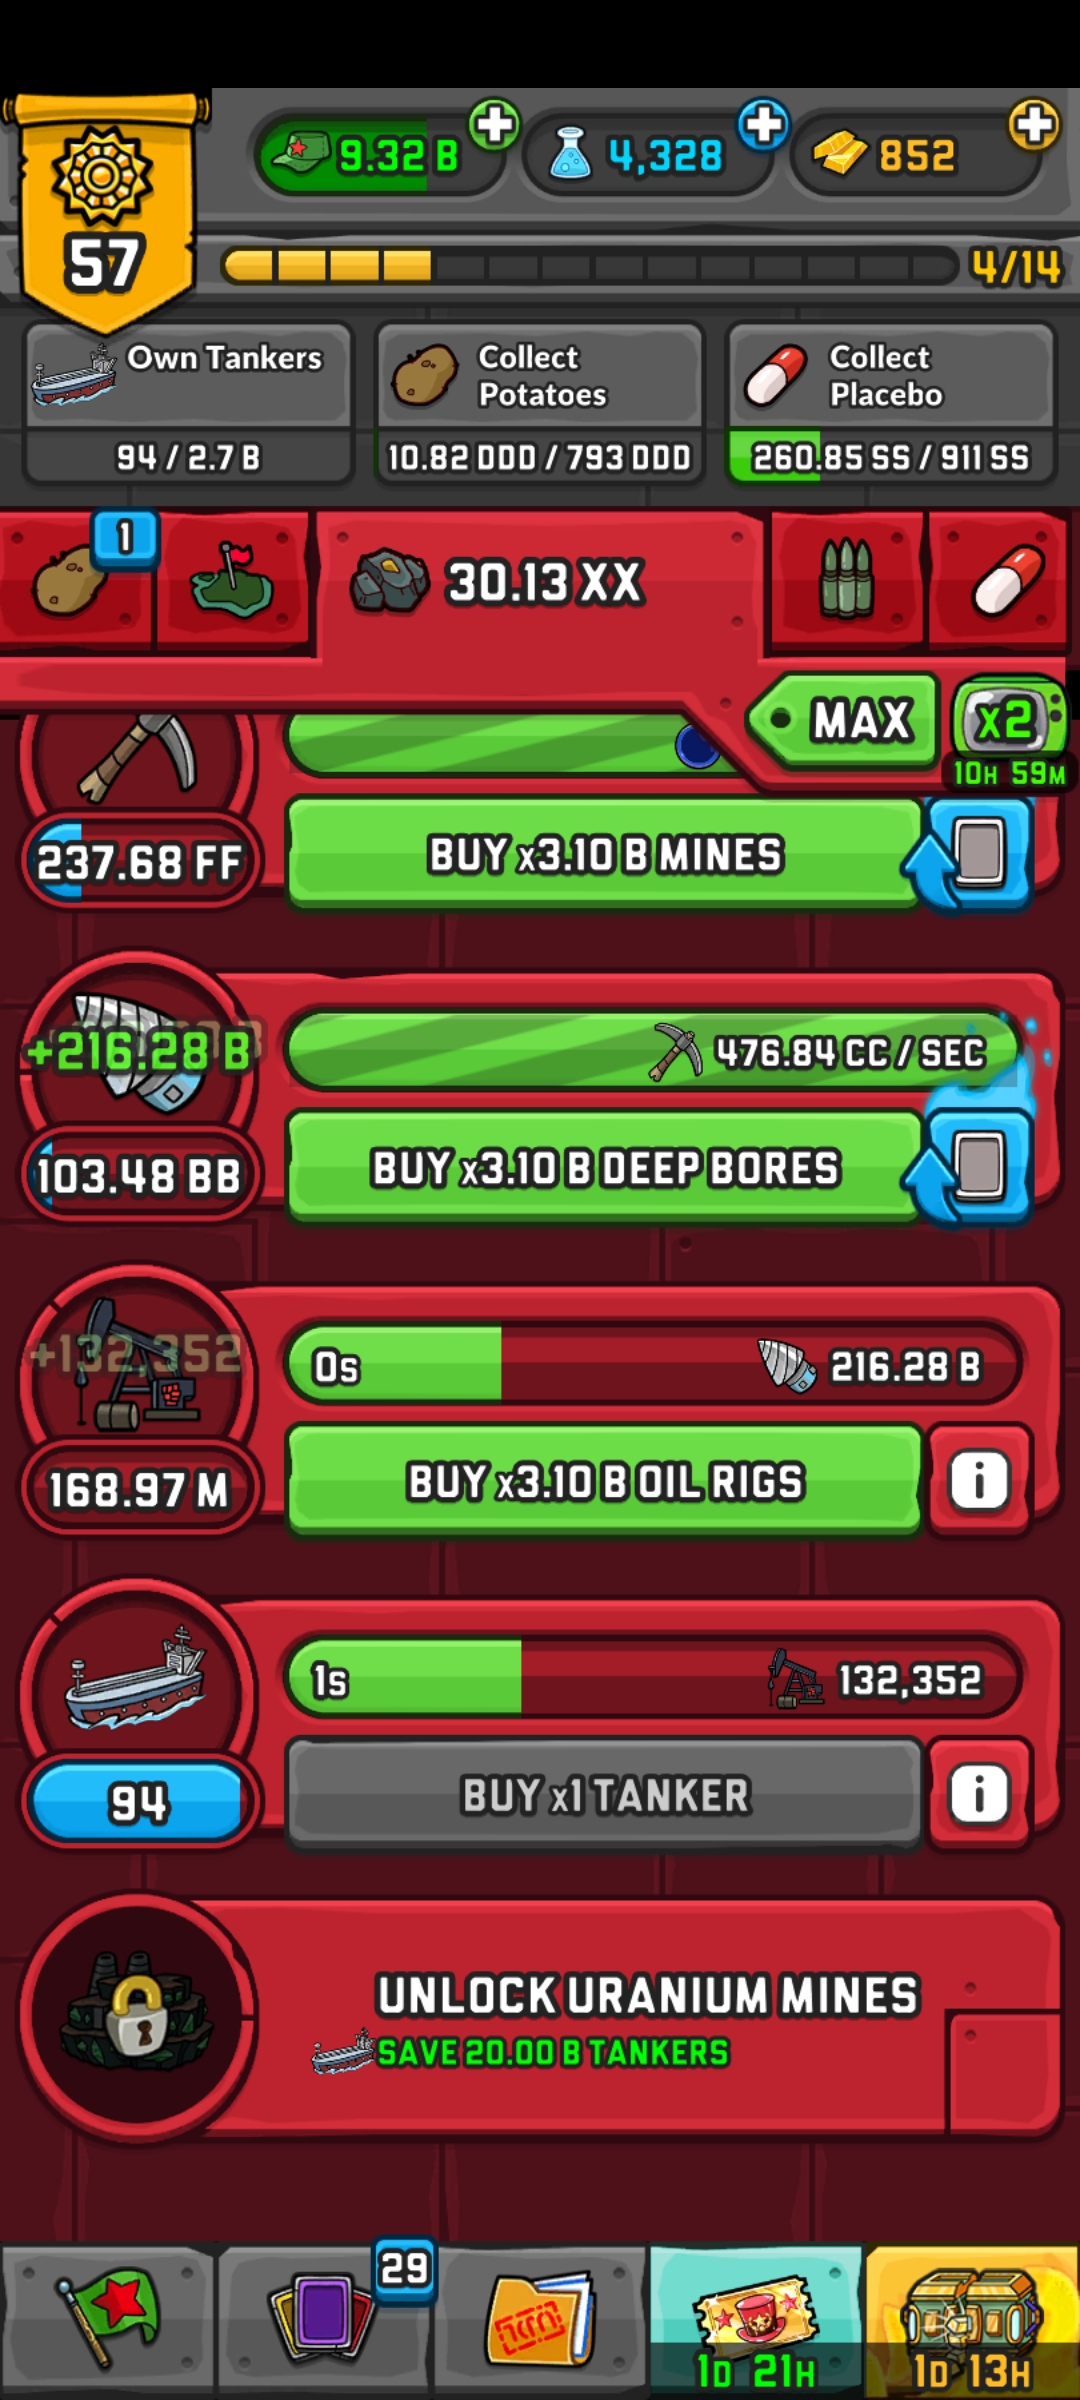 9.32 B
4,328
852
57
4/14
Own Tankers
94 / 2.7 B
Collect
Potatoes
10.82 DDD / 793 DDD
Collect
Placebo
260.85 SS / 911 SS
1
30.13 XX
MAX
x2
10H 59M
237.68 FF
BUY x3.10 B MINES
+216.28 B
476.84 CC / SEC
103.48 BB
BUY x3.10 B DEEP BORES
+132,352
0s
216.28 B
168.97 M
BUY x3.10 B OIL RIGS
i
1s
132,352
94
BUY x1 TANKER
i
UNLOCK URANIUM MINES
SAVE 20.00 B TANKERS
29
1D 21H
1D 13H